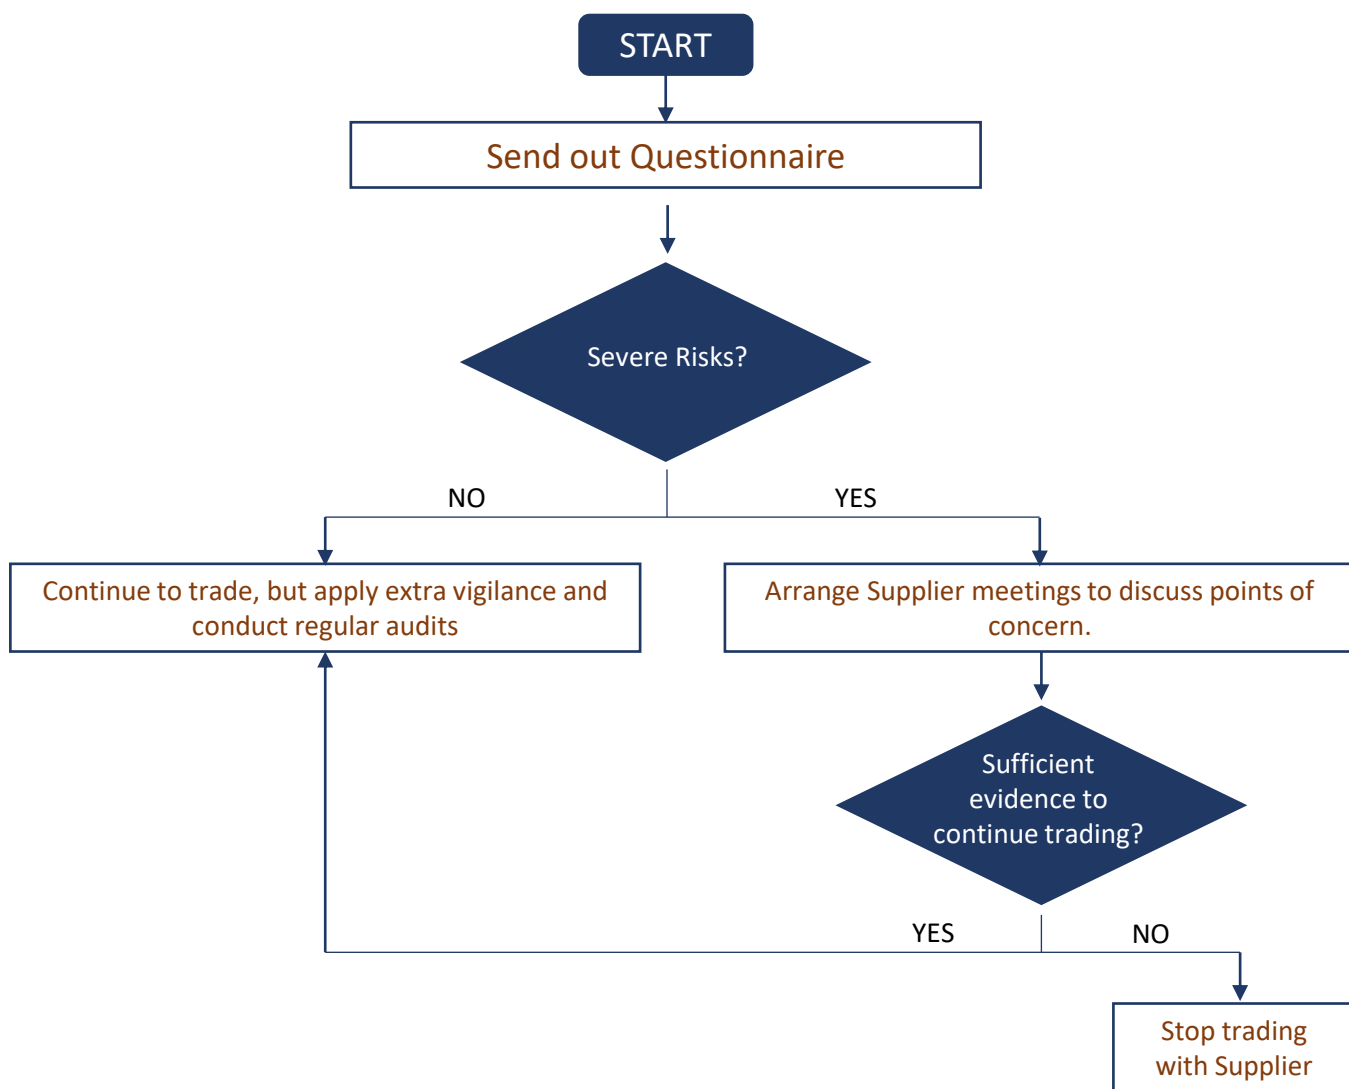 START
Send out Questionnaire
Severe Risks?
NO
YES
Continue to trade, but apply extra vigilance and
conduct regular audits
Arrange Supplier meetings to discuss points of
concern.
Sufficient
evidence to
continue trading?
YES
NO
Stop trading
with Supplier